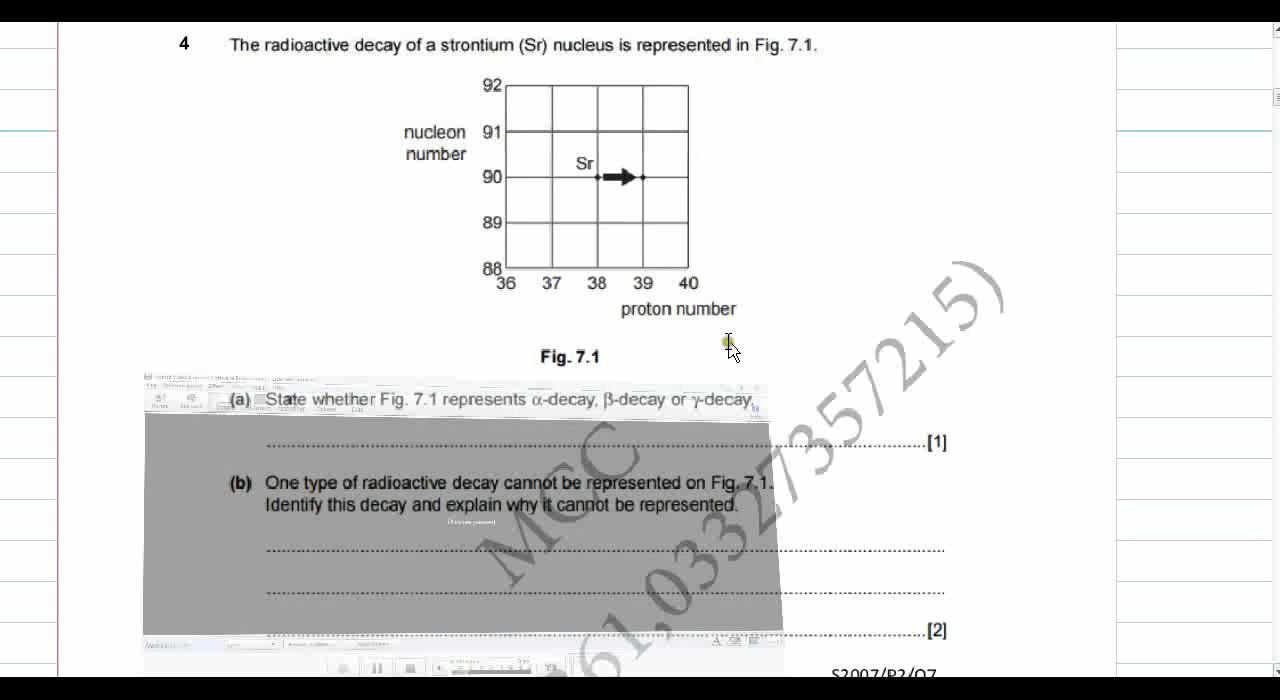 4 The radioactive decay of a strontium (Sr) nucleus is represented in Fig. 7.1.
92
nucleon number
91
Sr
90
89
88
36 37 38 39 40
proton number
Fig. 7.1
(a) State whether Fig. 7.1 represents α-decay, β-decay or γ-decay.
[1]
(b) One type of radioactive decay cannot be represented on Fig. 7.1.
Identify this decay and explain why it cannot be represented.
[2]
MCC
61,03327357215)
S2007/P2/Q7